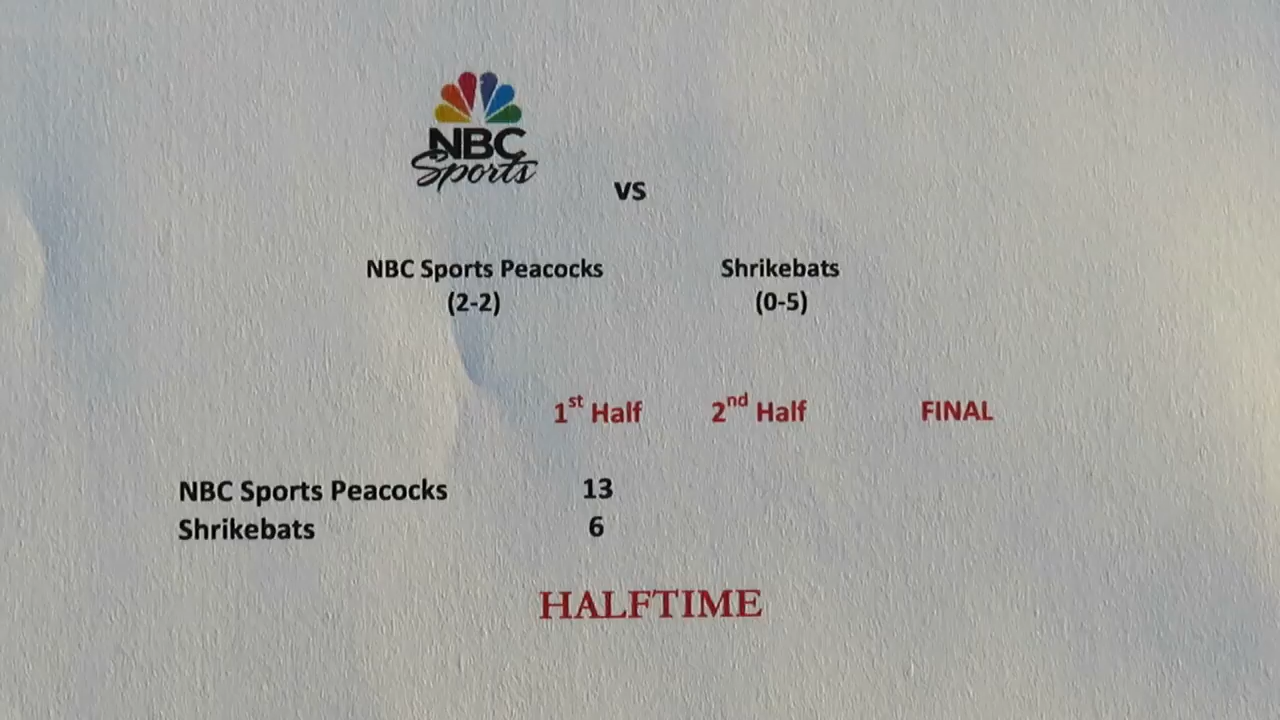 NBC
Sports
VS
NBC Sports Peacocks
Shrikebats
(2-2)
(0-5)
1st Half
2nd Half
FINAL
NBC Sports Peacocks 13
Shrikebats 6
HALFTIME